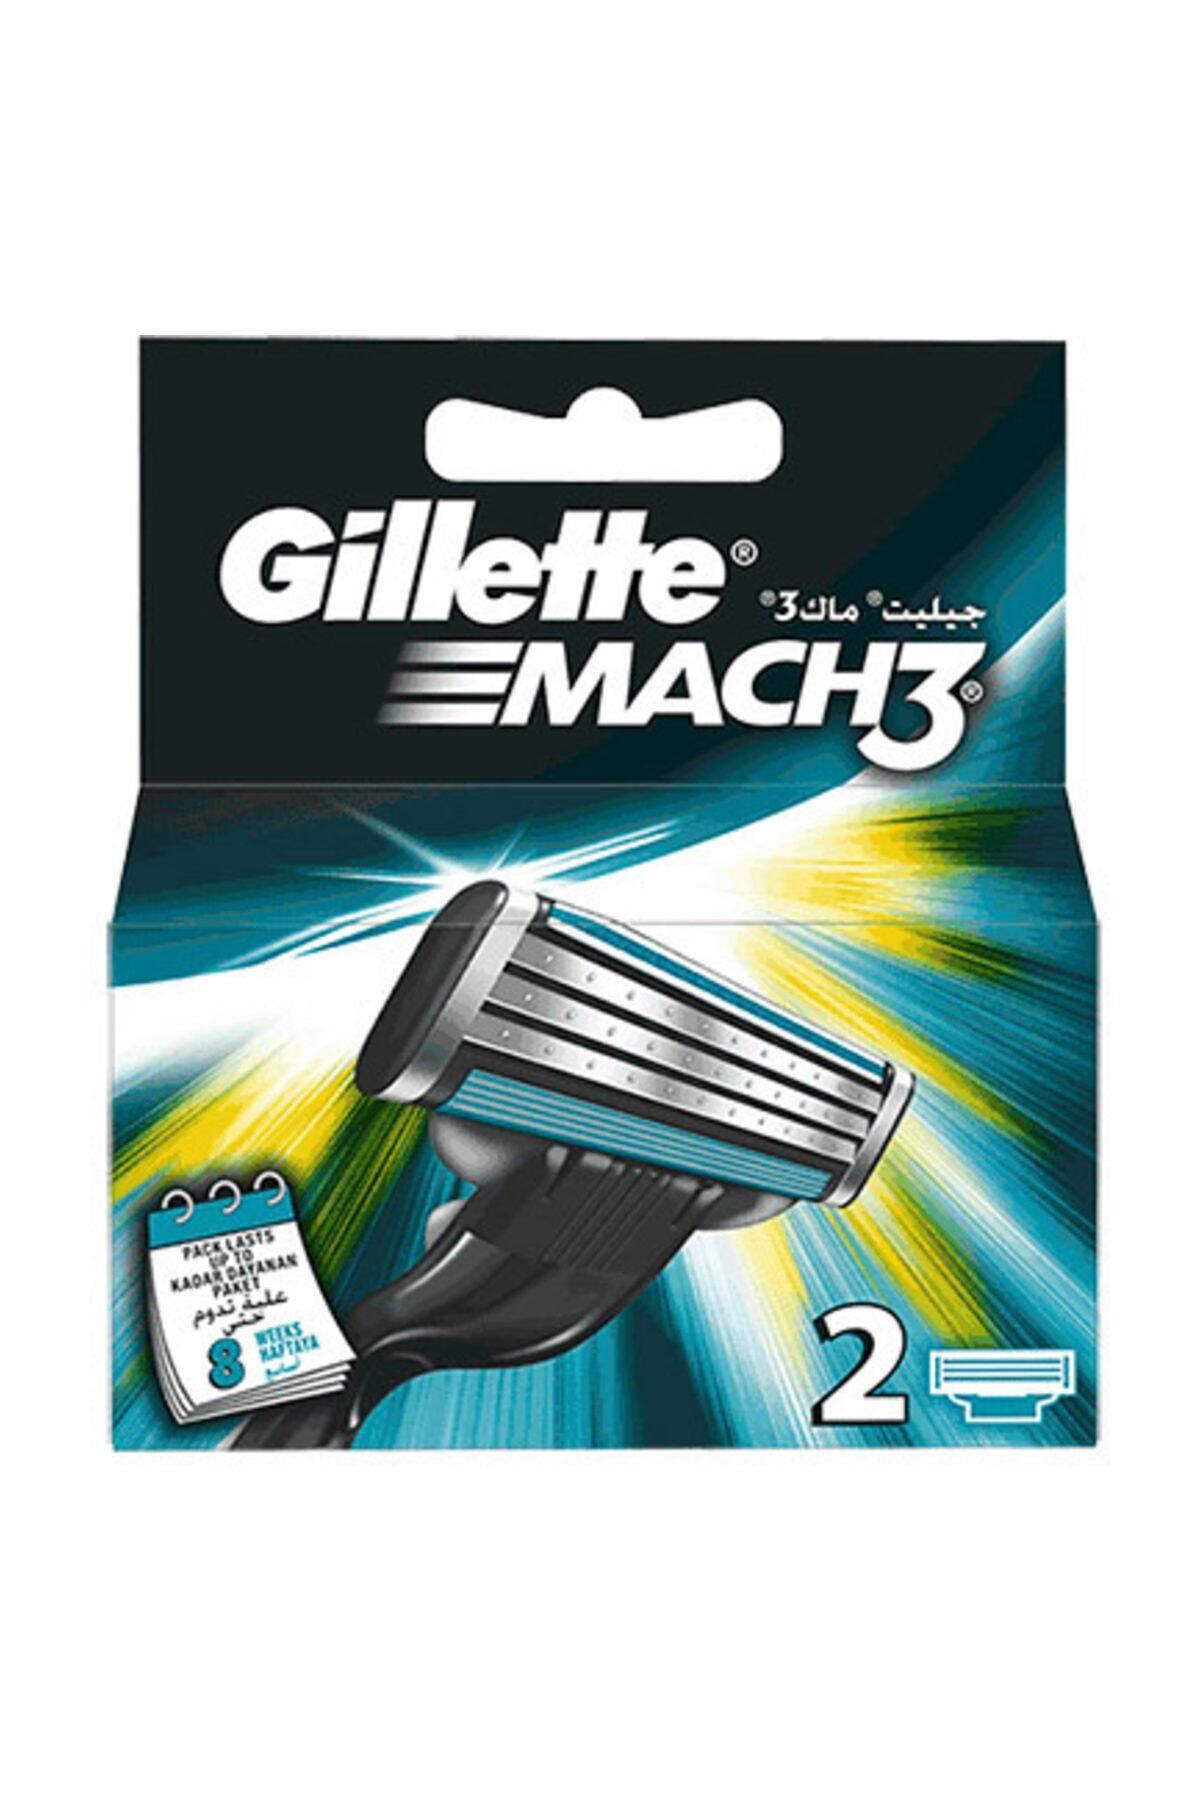 Gillette®
جيليت® ماك3®
MACH3®
PACK LASTS
UP TO
KADAR DAYANAN
PAKET
علبة تدوم
حتى
8 WEEKS
HAFTAYA
أسابيع
2